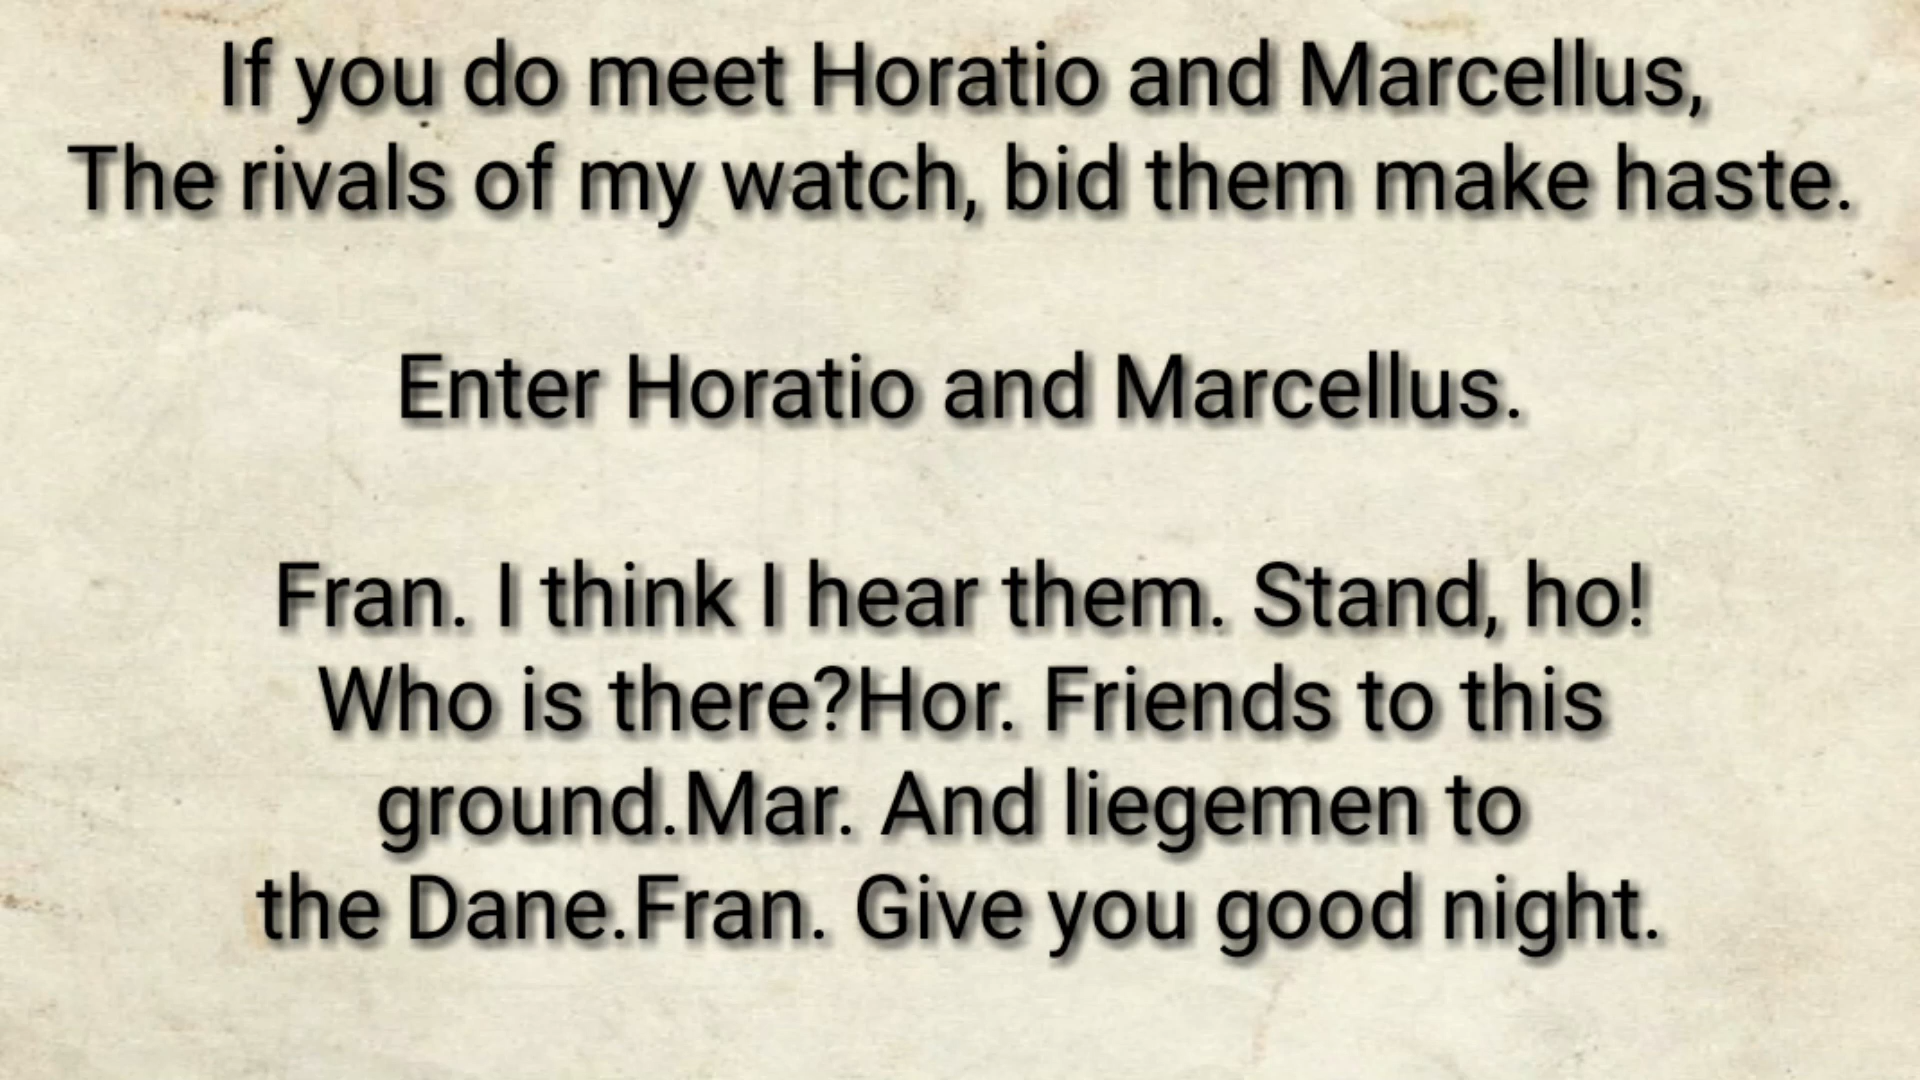 If you do meet Horatio and Marcellus,
The rivals of my watch, bid them make haste.
Enter Horatio and Marcellus.
Fran. I think I hear them. Stand, ho!
Who is there?Hor. Friends to this
ground.Mar. And liegemen to
the Dane.Fran. Give you good night.